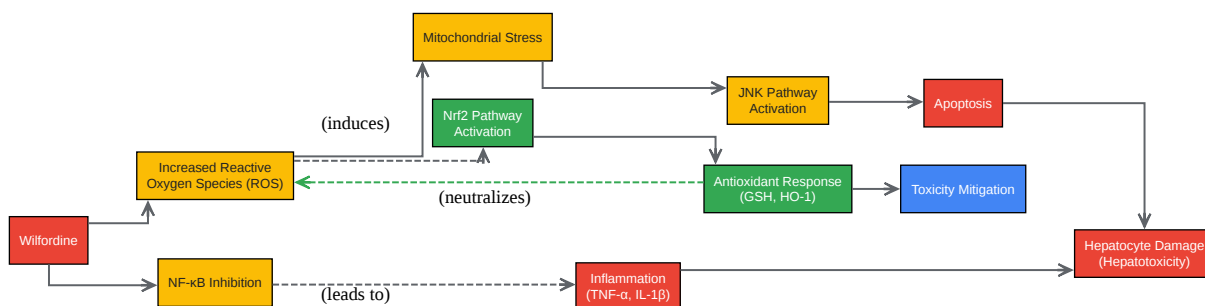 Mitochondrial Stress
JNK Pathway
Activation
Apoptosis
Nrf2 Pathway
Activation
(induces)
Increased Reactive
Oxygen Species (ROS)
Antioxidant Response
(GSH, HO-1)
Toxicity Mitigation
(neutralizes)
Wilfordine
Hepatocyte Damage
(Hepatotoxicity)
NF-κB Inhibition
(leads to)
Inflammation
(TNF-α, IL-1β)